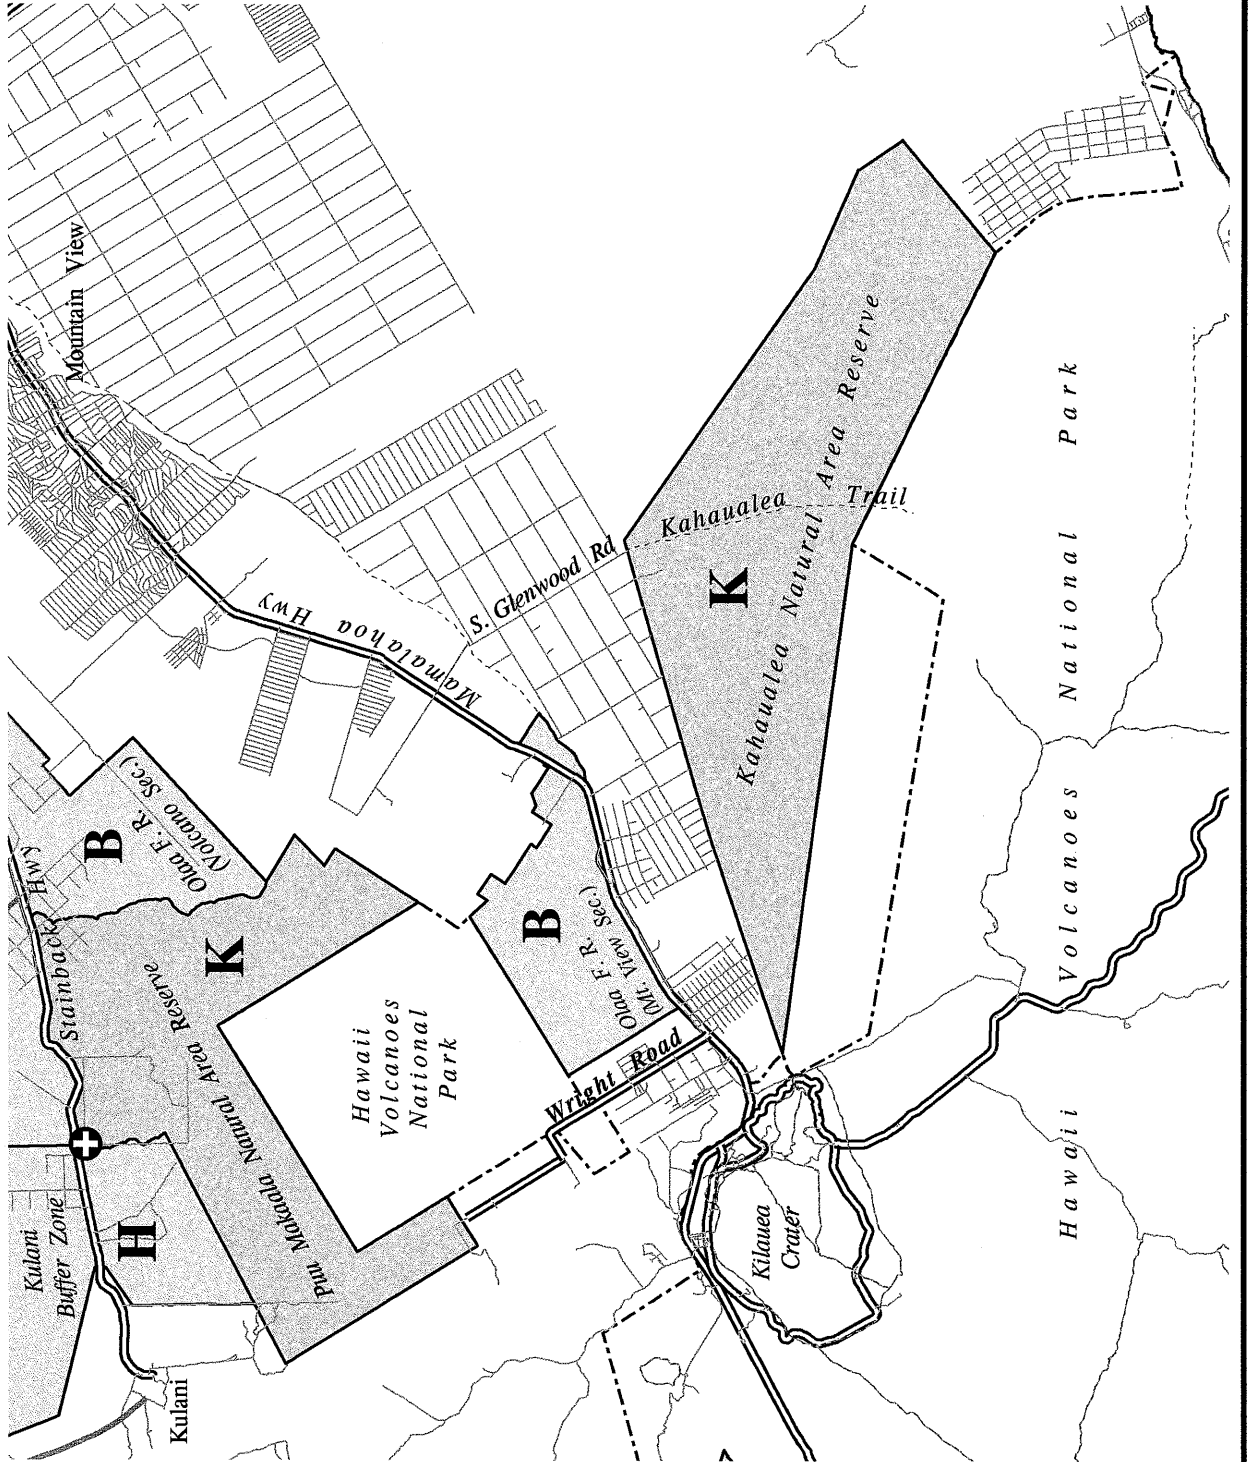 Mountain View
Mamalahoa Hwy
S. Glenwood Rd
Kahaualea Trail
K
Kahaualea Natural Area Reserve
Hawaii Volcanoes National Park
Stainback Hwy
B
Olaa F. R.
(Volcano Sec.)
K
Puu Makaala Nanural Area Reserve
Hawaii
Volcanoes
National
Park
B
Olaa F. R.
(Mt. View Sec.)
Wright Road
Kulani
Buffer Zone
H
Kulani
Kilauea
Crater